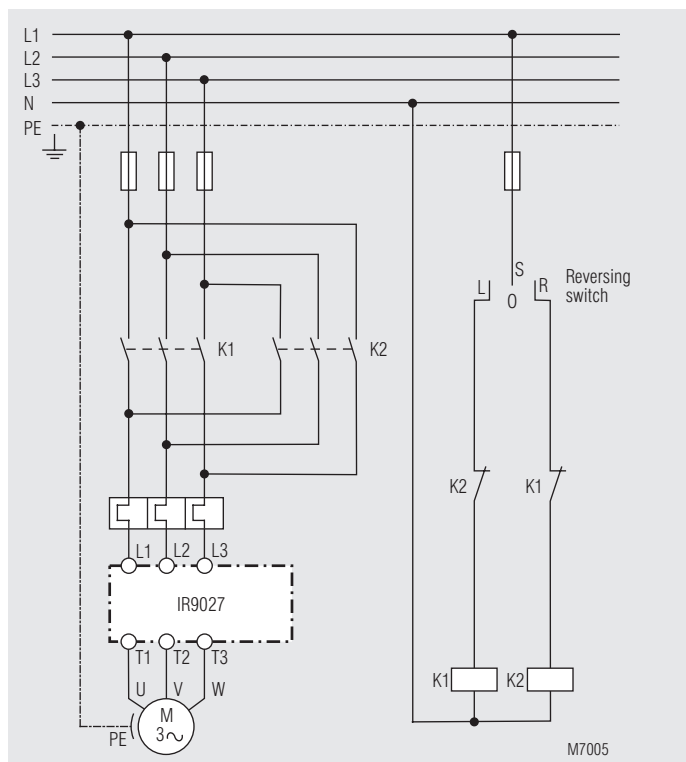 L1
L2
L3
N
PE
S
L
R
O
Reversing
switch
K1
K2
K2
K1
L1
L2
L3
IR9027
T1
T2
T3
U
V
W
K1
K2
M
3~
PE
M7005